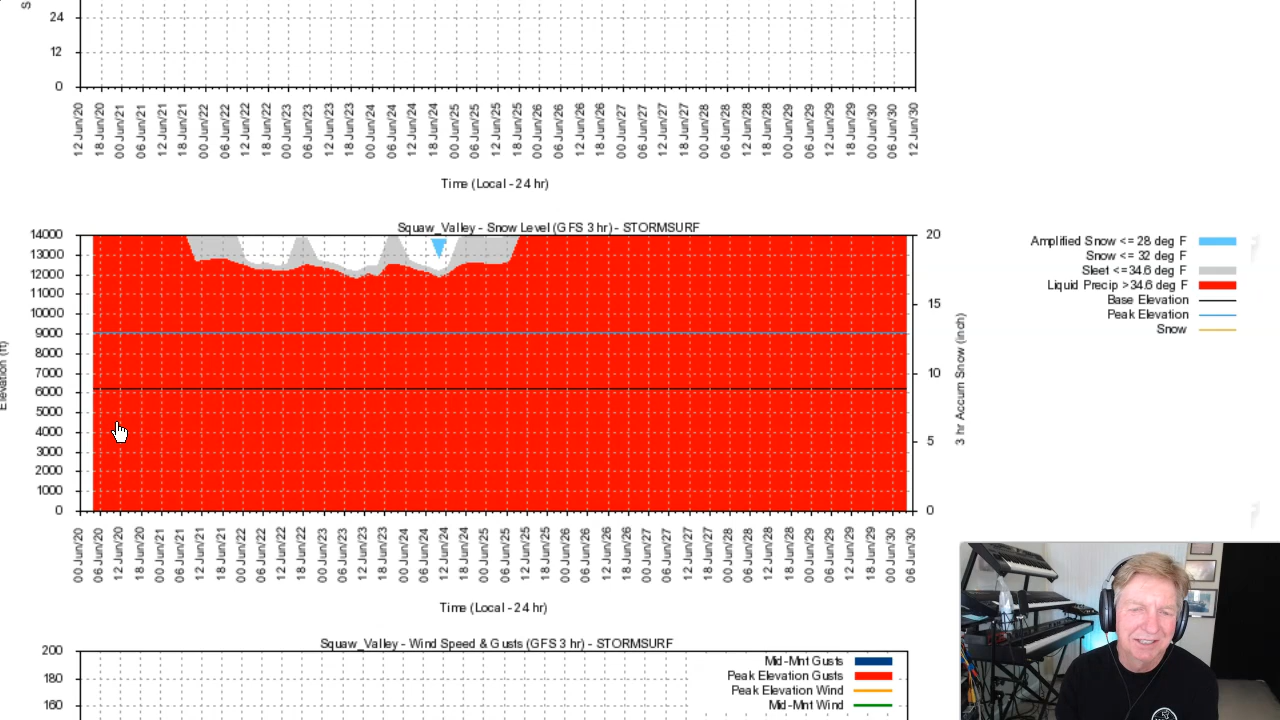 S
24
12
0
12 Jun/20 18 Jun/20 00 Jun/21 06 Jun/21 12 Jun/21 18 Jun/21 00 Jun/22 06 Jun/22 12 Jun/22 18 Jun/22 00 Jun/23 06 Jun/23 12 Jun/23 18 Jun/23 00 Jun/24 06 Jun/24 12 Jun/24 18 Jun/24 00 Jun/25 06 Jun/25 12 Jun/25 18 Jun/25 00 Jun/26 06 Jun/26 12 Jun/26 18 Jun/26 00 Jun/27 06 Jun/27 12 Jun/27 18 Jun/27 00 Jun/28 06 Jun/28 12 Jun/28 18 Jun/28 00 Jun/29 06 Jun/29 12 Jun/29 18 Jun/29 00 Jun/30 06 Jun/30 12 Jun/30
Time (Local - 24 hr)
Squaw_Valley - Snow Level (GFS 3 hr) - STORMSURF
14000
13000
12000
11000
10000
9000
8000
7000
6000
5000
4000
3000
2000
1000
0
Elevation (ft)
20
15
10
5
0
3 hr Accum Snow (inch)
Amplified Snow <= 28 deg F
Snow <= 32 deg F
Sleet <=34.6 deg F
Liquid Precip >34.6 deg F
Base Elevation
Peak Elevation
Snow
00 Jun/20 06 Jun/20 12 Jun/20 18 Jun/20 00 Jun/21 06 Jun/21 12 Jun/21 18 Jun/21 00 Jun/22 06 Jun/22 12 Jun/22 18 Jun/22 00 Jun/23 06 Jun/23 12 Jun/23 18 Jun/23 00 Jun/24 06 Jun/24 12 Jun/24 18 Jun/24 00 Jun/25 06 Jun/25 12 Jun/25 18 Jun/25 00 Jun/26 06 Jun/26 12 Jun/26 18 Jun/26 00 Jun/27 06 Jun/27 12 Jun/27 18 Jun/27 00 Jun/28 06 Jun/28 12 Jun/28 18 Jun/28 00 Jun/29 06 Jun/29 12 Jun/29 18 Jun/29 00 Jun/30 06 Jun/30
Time (Local - 24 hr)
Squaw_Valley - Wind Speed & Gusts (GFS 3 hr) - STORMSURF
200
180
160
Mid-Mnt Gusts
Peak Elevation Gusts
Peak Elevation Wind
Mid-Mnt Wind